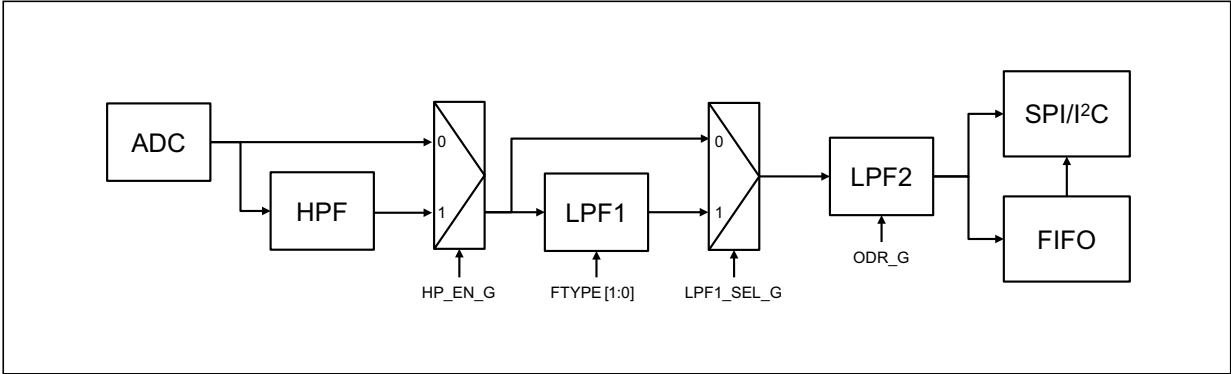 ADC
HPF
0
1
HP_EN_G
LPF1
FTYPE [1:0]
0
1
LPF1_SEL_G
LPF2
ODR_G
SPI/I²C
FIFO